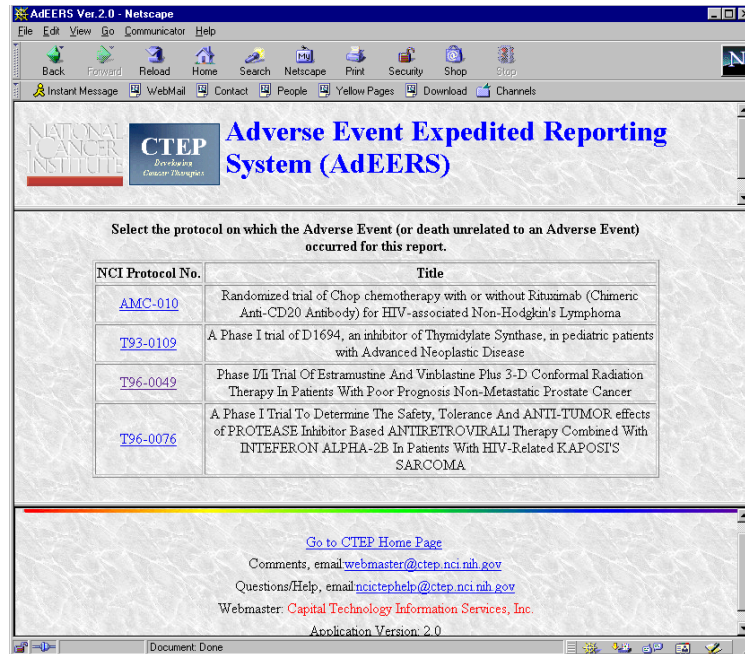 AdEERS Ver.2.0 - Netscape
File Edit View Go Communicator Help
Back Forward Reload Home Search Netscape Print Security Shop Stop
Instant Message WebMail Contact People Yellow Pages Download Channels
NATIONAL
CANCER
INSTITUTE
CTEP
Developing
Cancer Therapies
Adverse Event Expedited Reporting
System (AdEERS)
Select the protocol on which the Adverse Event (or death unrelated to an Adverse Event)
occurred for this report.
NCI Protocol No. Title
AMC-010
Randomized trial of Chop chemotherapy with or without Rituximab (Chimeric
Anti-CD20 Antibody) for HIV-associated Non-Hodgkin's Lymphoma
T93-0109
A Phase I trial of D1694, an inhibitor of Thymidylate Synthase, in pediatric patients
with Advanced Neoplastic Disease
T96-0049
Phase I/Ii Trial Of Estramustine And Vinblastine Plus 3-D Conformal Radiation
Therapy In Patients With Poor Prognosis Non-Metastatic Prostate Cancer
T96-0076
A Phase I Trial To Determine The Safety, Tolerance And ANTI-TUMOR effects
of PROTEASE Inhibitor Based ANTIRETROVIRAL1 Therapy Combined With
INTEFERON ALPHA-2B In Patients With HIV-Related KAPOSI'S
SARCOMA
Go to CTEP Home Page
Comments, email:webmaster@ctep.nci.nih.gov
Questions/Help, email:ncictephelp@ctep.nci.nih.gov
Webmaster: Capital Technology Information Services, Inc.
Application Version: 2.0
Document: Done